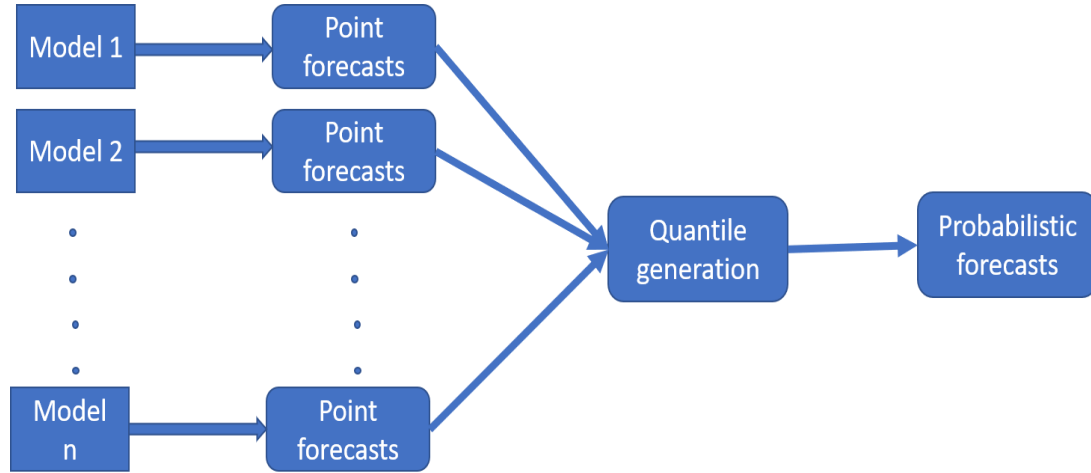 Model 1
Point
forecasts
Model 2
Point
forecasts
Quantile
generation
Probabilistic
forecasts
Model
n
Point
forecasts